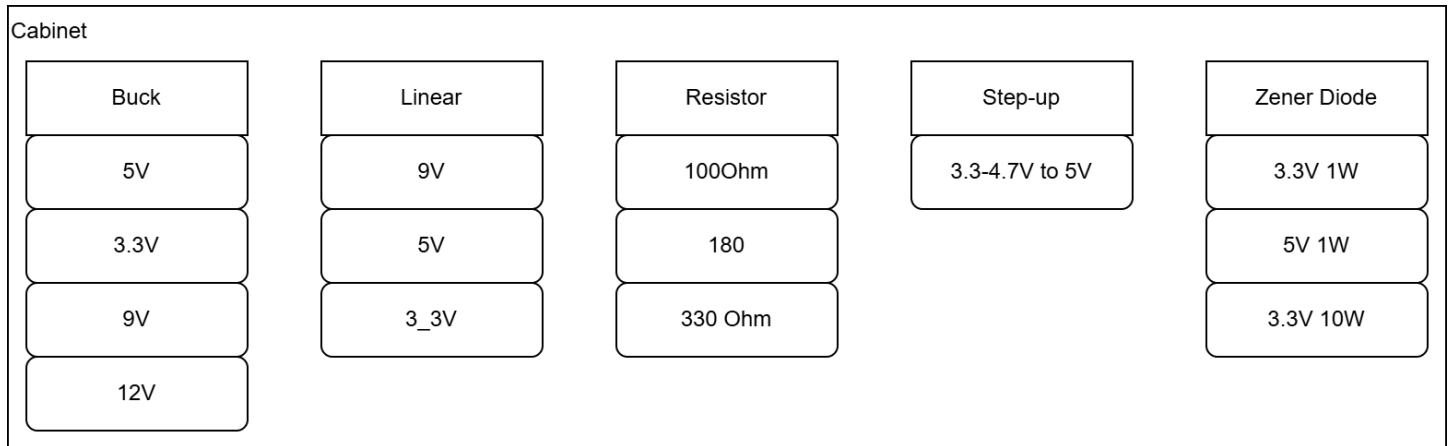 Cabinet
Buck
5V
3.3V
9V
12V
Linear
9V
5V
3_3V
Resistor
100Ohm
180
330 Ohm
Step-up
3.3-4.7V to 5V
Zener Diode
3.3V 1W
5V 1W
3.3V 10W